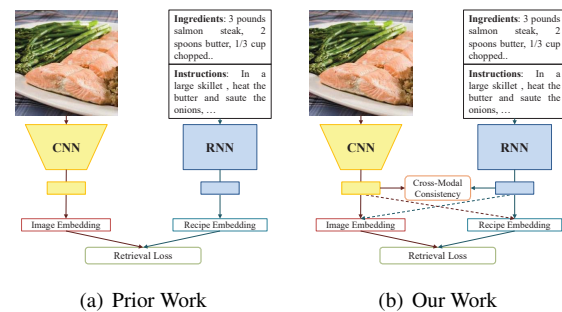 Ingredients: 3 pounds
salmon steak, 2
spoons butter, 1/3 cup
chopped..
Instructions: In a
large skillet , heat the
butter and saute the
onions, …
CNN
RNN
Image Embedding
Recipe Embedding
Retrieval Loss
(a) Prior Work
Ingredients: 3 pounds
salmon steak, 2
spoons butter, 1/3 cup
chopped..
Instructions: In a
large skillet , heat the
butter and saute the
onions, …
CNN
RNN
Cross-Modal
Consistency
Image Embedding
Recipe Embedding
Retrieval Loss
(b) Our Work